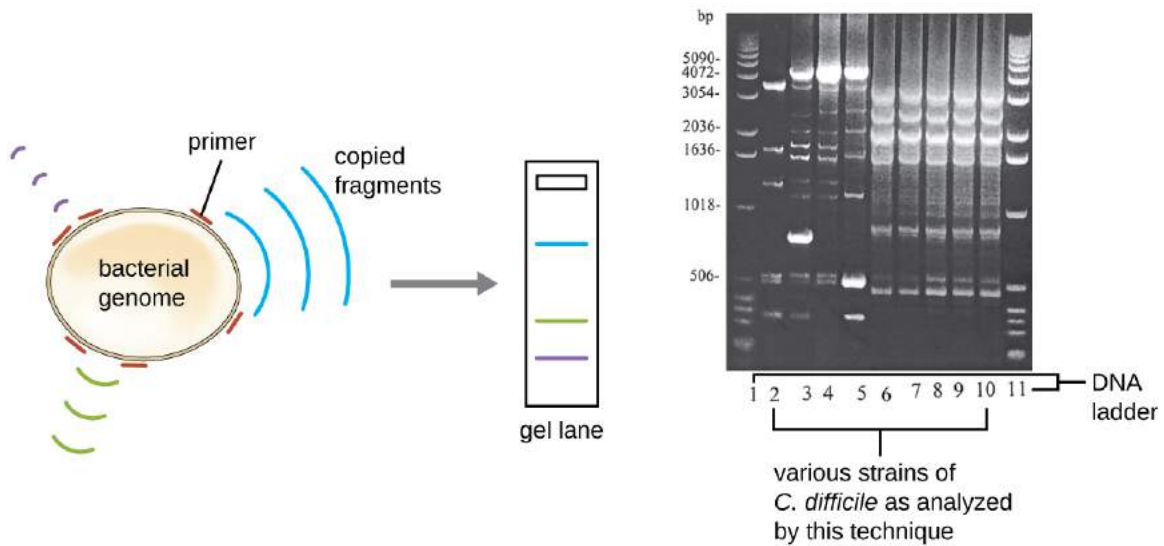 primer
copied
fragments
bacterial
genome
gel lane
bp
5090-
4072-
3054-
2036-
1636-
1018-
506-
1 2 3 4 5 6 7 8 9 10 11
DNA
ladder
various strains of
C. difficile as analyzed
by this technique